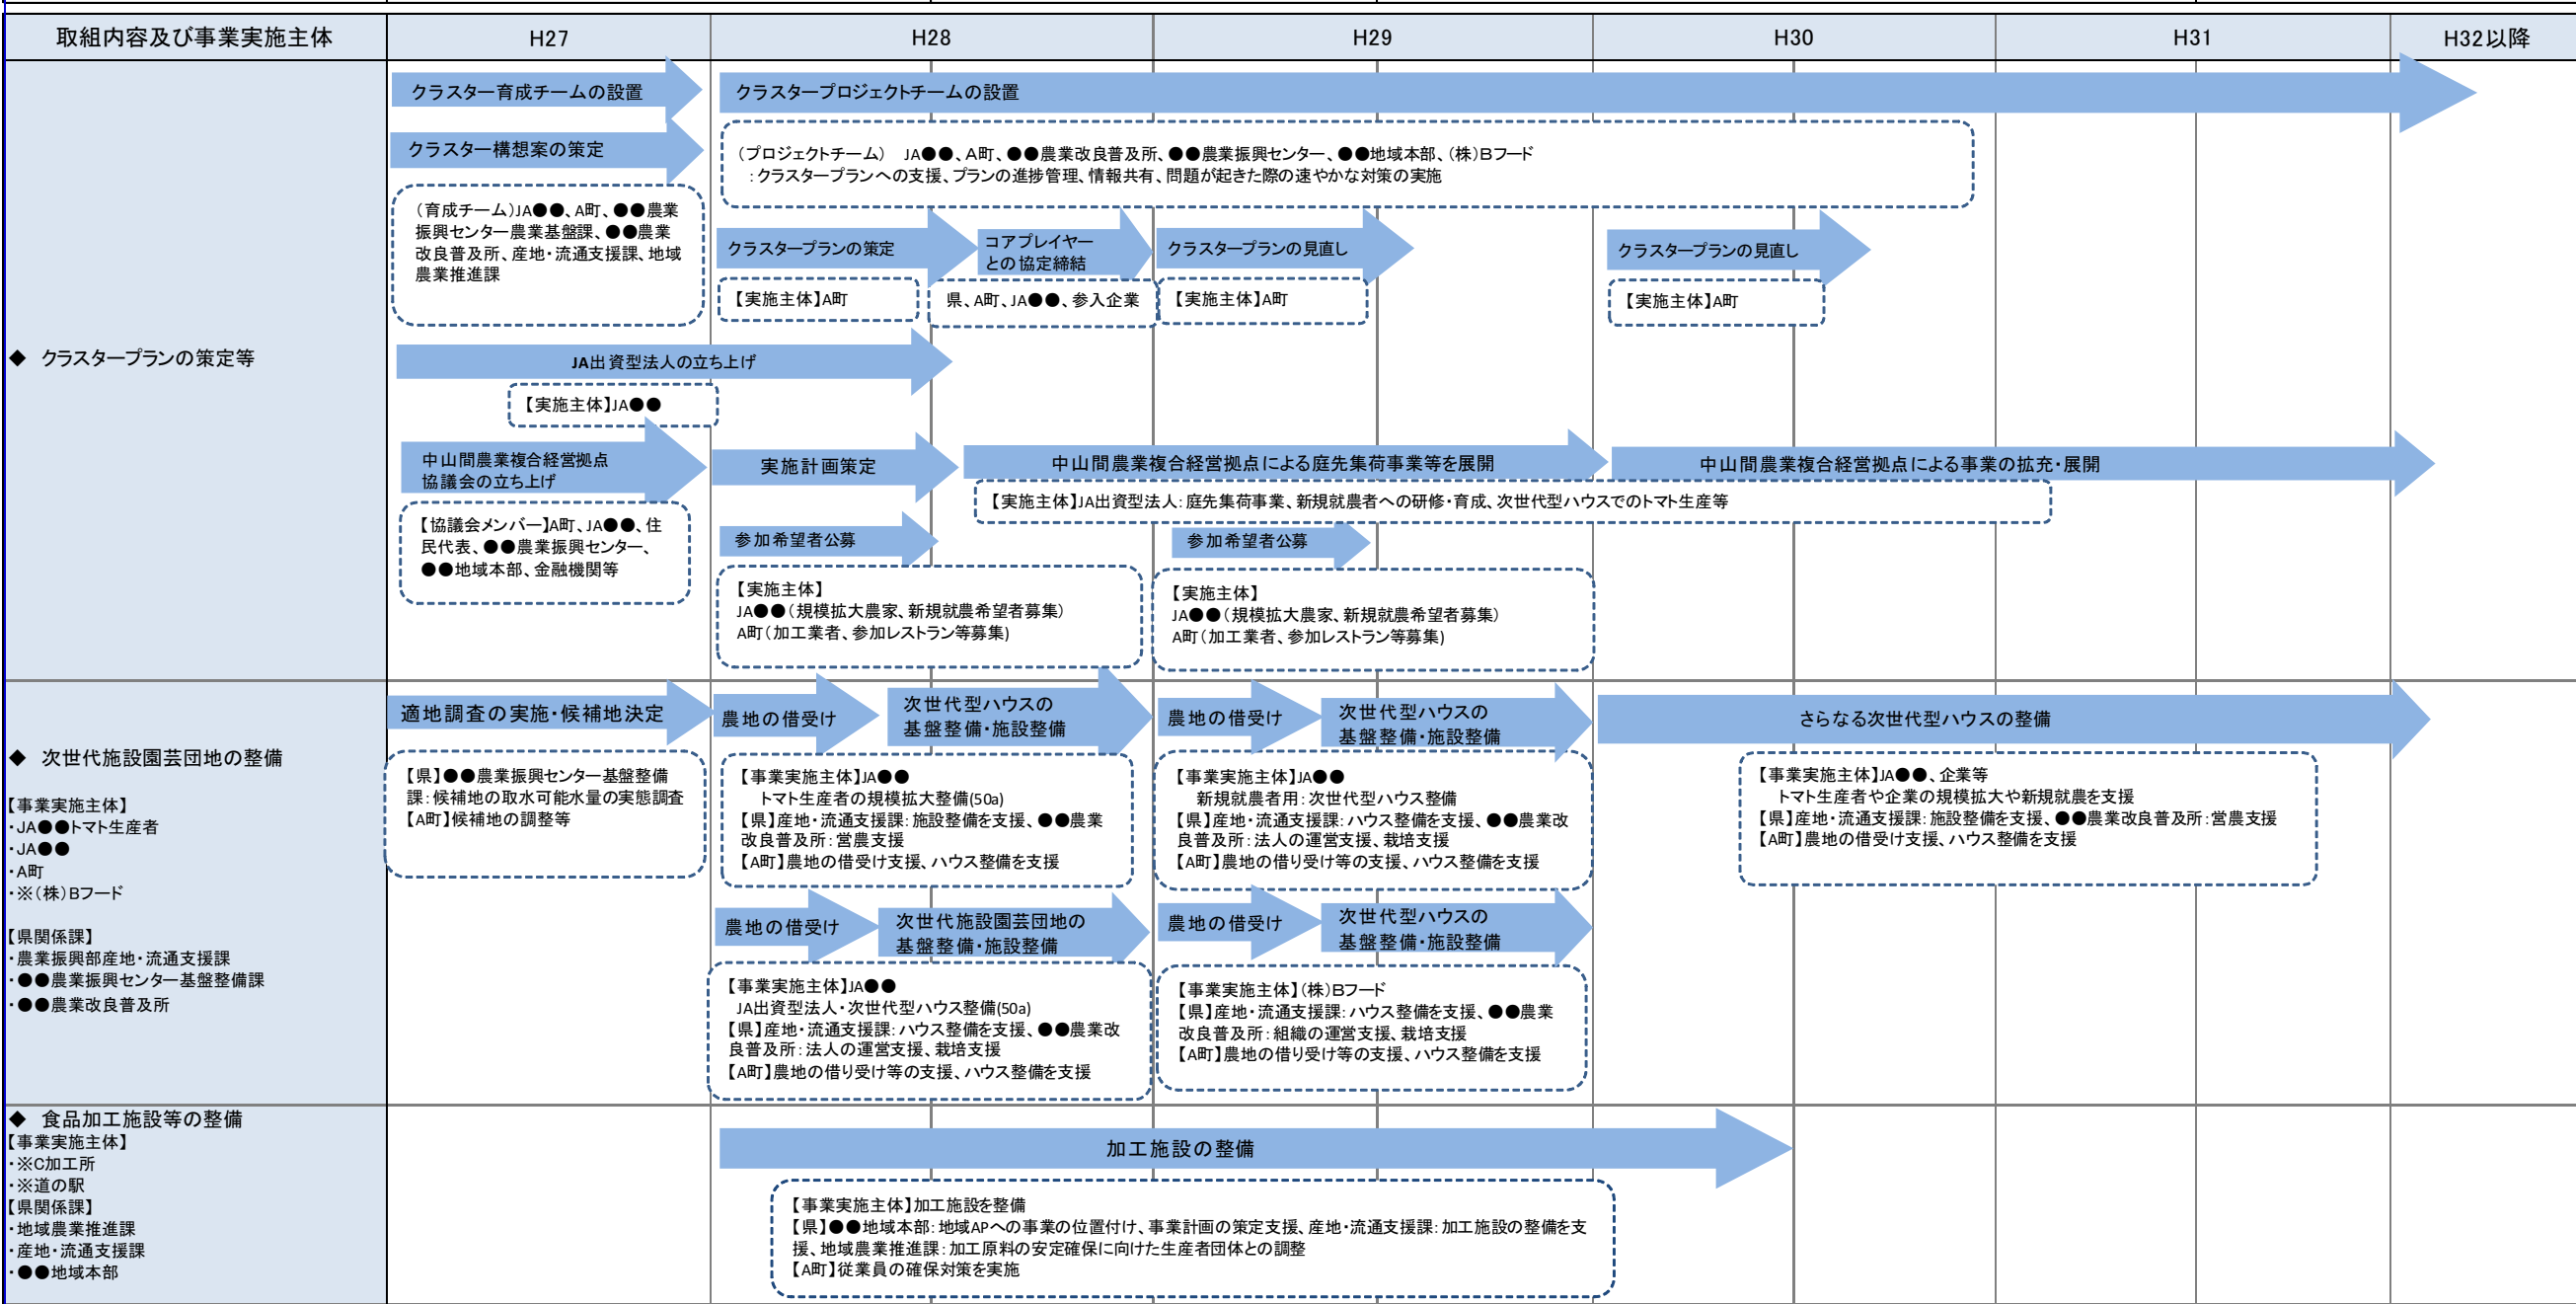 取組内容及び事業実施主体
H27
H28
H29
H30
H31
H32以降
◆ クラスタープランの策定等
クラスター育成チームの設置
クラスタープロジェクトチームの設置
クラスター構想案の策定
(プロジェクトチーム) JA●●、A町、●●農業改良普及所、●●農業振興センター、●●地域本部、(株)Bフード
:クラスタープランへの支援、プランの進捗管理、情報共有、問題が起きた際の速やかな対策の実施
(育成チーム)JA●●、A町、●●農業
振興センター農業基盤課、●●農業
改良普及所、産地・流通支援課、地域
農業推進課
クラスタープランの策定
コアプレイヤー
との協定締結
クラスタープランの見直し
クラスタープランの見直し
【実施主体】A町
県、A町、JA●●、参入企業
【実施主体】A町
【実施主体】A町
JA出資型法人の立ち上げ
【実施主体】JA●●
中山間農業複合経営拠点
協議会の立ち上げ
実施計画策定
中山間農業複合経営拠点による庭先集荷事業等を展開
中山間農業複合経営拠点による事業の拡充・展開
【実施主体】JA出資型法人:庭先集荷事業、新規就農者への研修・育成、次世代型ハウスでのトマト生産等
【協議会メンバー】A町、JA●●、住
民代表、●●農業振興センター、
●●地域本部、金融機関等
参加希望者公募
参加希望者公募
【実施主体】
JA●●(規模拡大農家、新規就農希望者募集)
A町(加工業者、参加レストラン等募集)
【実施主体】
JA●●(規模拡大農家、新規就農希望者募集)
A町(加工業者、参加レストラン等募集)
◆ 次世代施設園芸団地の整備
【事業実施主体】
・JA●●トマト生産者
・JA●●
・A町
・※(株)Bフード
【県関係課】
・農業振興部産地・流通支援課
・●●農業振興センター基盤整備課
・●●農業改良普及所
適地調査の実施・候補地決定
農地の借受け
次世代型ハウスの
基盤整備・施設整備
農地の借受け
次世代型ハウスの
基盤整備・施設整備
さらなる次世代型ハウスの整備
【県】●●農業振興センター基盤整備
課:候補地の取水可能水量の実態調査
【A町】候補地の調整等
【事業実施主体】JA●●
トマト生産者の規模拡大整備(50a)
【県】産地・流通支援課:施設整備を支援、●●農業
改良普及所:営農支援
【A町】農地の借受け支援、ハウス整備を支援
【事業実施主体】JA●●
新規就農者用:次世代型ハウス整備
【県】産地・流通支援課:ハウス整備を支援、●●農業改
良普及所:法人の運営支援、栽培支援
【A町】農地の借り受け等の支援、ハウス整備を支援
【事業実施主体】JA●●、企業等
トマト生産者や企業の規模拡大や新規就農を支援
【県】産地・流通支援課:施設整備を支援、●●農業改良普及所:営農支援
【A町】農地の借受け支援、ハウス整備を支援
農地の借受け
次世代施設園芸団地の
基盤整備・施設整備
農地の借受け
次世代型ハウスの
基盤整備・施設整備
【事業実施主体】JA●●
JA出資型法人・次世代型ハウス整備(50a)
【県】産地・流通支援課:ハウス整備を支援、●●農業改
良普及所:法人の運営支援、栽培支援
【A町】農地の借り受け等の支援、ハウス整備を支援
【事業実施主体】(株)Bフード
【県】産地・流通支援課:ハウス整備を支援、●●農業
改良普及所:組織の運営支援、栽培支援
【A町】農地の借り受け等の支援、ハウス整備を支援
◆ 食品加工施設等の整備
【事業実施主体】
・※C加工所
・※道の駅
【県関係課】
・地域農業推進課
・産地・流通支援課
・●●地域本部
加工施設の整備
【事業実施主体】加工施設を整備
【県】●●地域本部:地域APへの事業の位置付け、事業計画の策定支援、産地・流通支援課:加工施設の整備を支
援、地域農業推進課:加工原料の安定確保に向けた生産者団体との調整
【A町】従業員の確保対策を実施